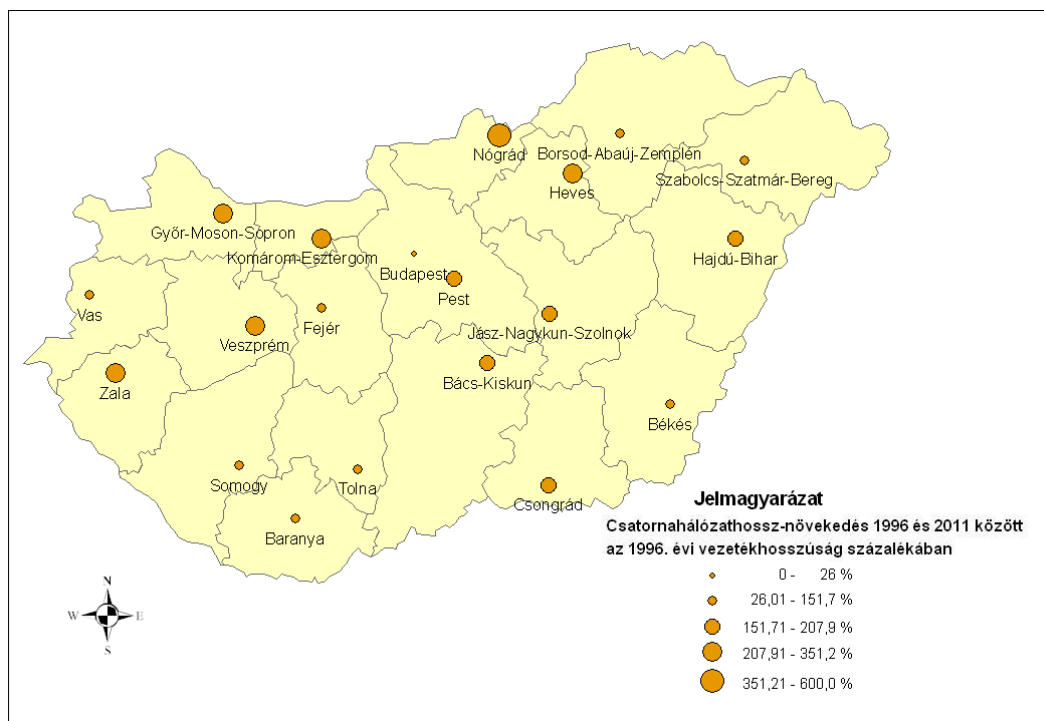 Nógrád
Borsod-Abaúj-Zemplén
Szabolcs-Szatmár-Bereg
Heves
Győr-Moson-Sopron
Komárom-Esztergom
Budapest
Hajdú-Bihar
Pest
Vas
Fejér
Veszprém
Jász-Nagykun-Szolnok
Zala
Bács-Kiskun
Békés
Somogy
Tolna
Csongrád
Baranya
Jelmagyarázat
Csatornahálózathossz-növekedés 1996 és 2011 között
az 1996. évi vezetékhosszúság százalékában
0 - 26 %
26,01 - 151,7 %
151,71 - 207,9 %
207,91 - 351,2 %
351,21 - 600,0 %
N
W E
S